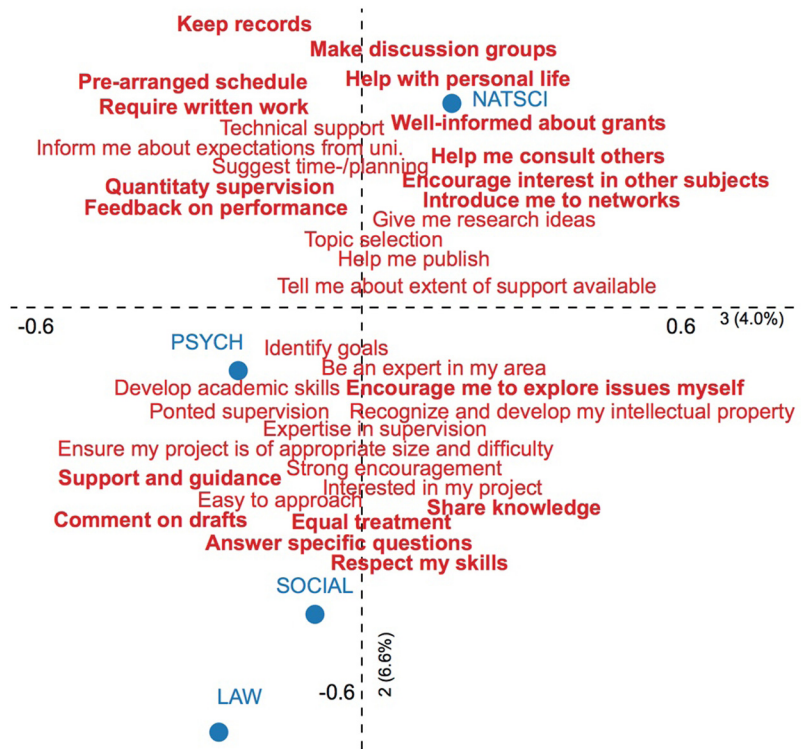 Keep records
Make discussion groups
Pre-arranged schedule
Help with personal life
NATSCI
Require written work
Well-informed about grants
Technical support
Inform me about expectations from uni.
Help me consult others
Suggest time-/planning
Encourage interest in other subjects
Quantitaty supervision
Introduce me to networks
Feedback on performance
Give me research ideas
Topic selection
Help me publish
Tell me about extent of support available
-0.6
0.6
3 (4.0%)
PSYCH
Identify goals
Be an expert in my area
Develop academic skills
Encourage me to explore issues myself
Ponted supervision
Recognize and develop my intellectual property
Expertise in supervision
Ensure my project is of appropriate size and difficulty
Strong encouragement
Support and guidance
Interested in my project
Easy to approach
Share knowledge
Comment on drafts
Equal treatment
Answer specific questions
Respect my skills
SOCIAL
2 (6.6%)
-0.6
LAW